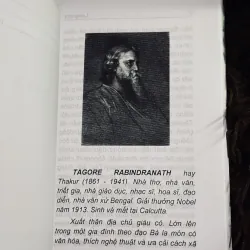 TAGORE RABINDRANATH hay
Thakur (1861 - 1941). Nhà thơ, nhà văn,
triết gia, nhà giáo dục, nhạc sĩ, họa sĩ, đạo
diễn, nhà văn xứ Bengal. Giải thưởng Nobel
năm 1913. Sinh và mất tại Calcutta.
Xuất thân địa chủ giàu có. Lớn lên
trong một gia đình theo đạo Bà la môn có
văn hóa, thích nghệ thuật và ưa cải cách xã